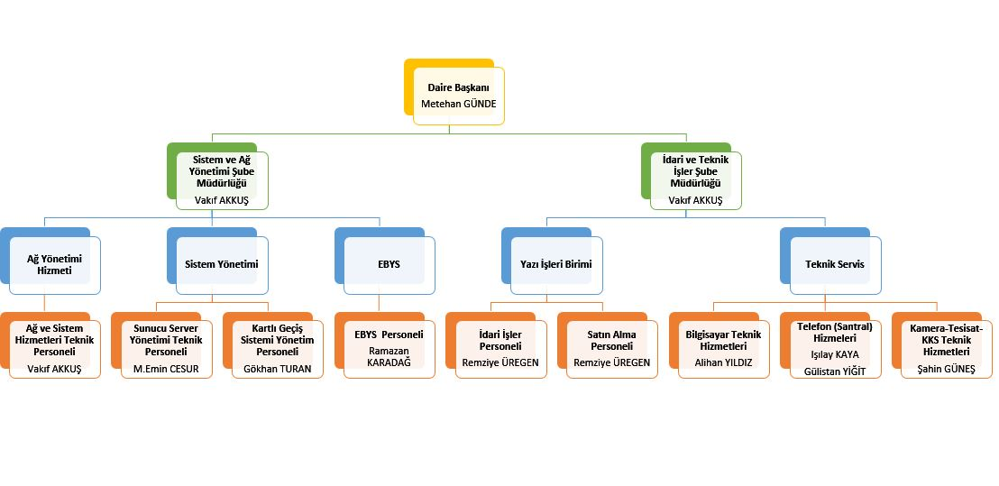 Daire Başkanı
Metehan GÜNDE
Sistem ve Ağ
Yönetimi Şube
Müdürlüğü
Vakıf AKKUŞ
İdari ve Teknik
İşler Şube
Müdürlüğü
Vakıf AKKUŞ
Ağ Yönetimi
Hizmeti
Sistem Yönetimi
EBYS
Yazı İşleri Birimi
Teknik Servis
Ağ ve Sistem
Hizmetleri Teknik
Personeli
Vakıf AKKUŞ
Sunucu Server
Yönetimi Teknik
Personeli
M.Emin CESUR
Kartlı Geçiş
Sistemi Yönetim
Personeli
Gökhan TURAN
EBYS Personeli
Ramazan
KARADAĞ
İdari İşler
Personeli
Remziye ÜREGEN
Satın Alma
Personeli
Remziye ÜREGEN
Bilgisayar Teknik
Hizmetleri
Alihan YILDIZ
Telefon (Santral)
Hizmeleri
Işılay KAYA
Gülistan YİĞİT
Kamera-Tesisat-
KKS Teknik
Hizmetleri
Şahin GÜNEŞ